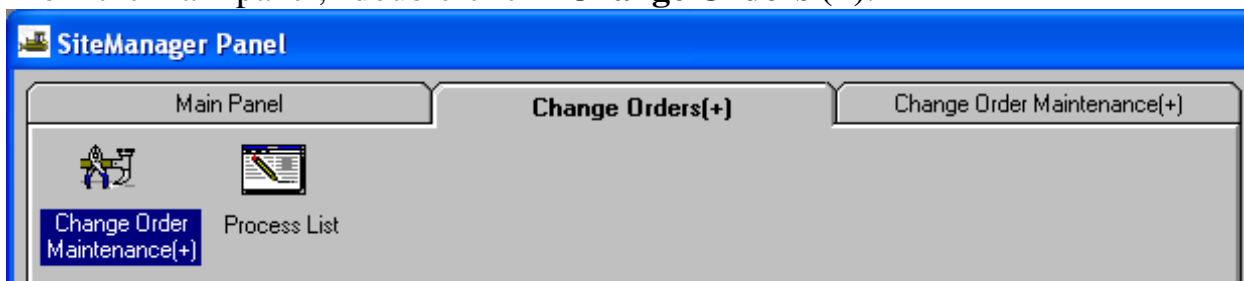 SiteManager Panel
Main Panel
Change Orders(+)
Change Order Maintenance(+)
Change Order
Maintenance(+)
Process List